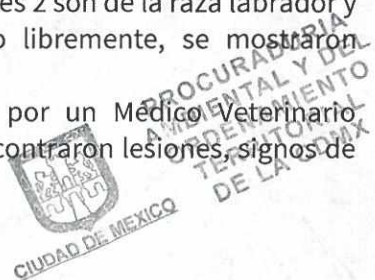 es 2 son de la raza labrador y
o libremente, se mostraron
por un Médico Veterinario
contraron lesiones, signos de
PROCURADURIA
AMBIENTAL Y DEL
ORDENAMIENTO
TERRITORIAL
DE LA CDMX
CIUDAD DE MEXICO